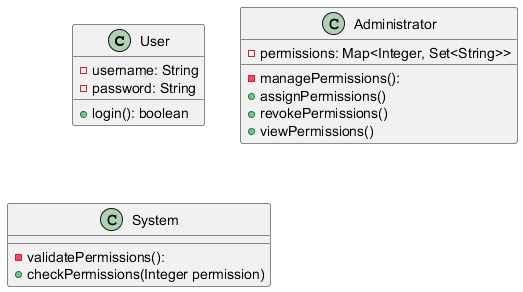 C User
username: String
password: String
login(): boolean
C Administrator
permissions: Map<Integer, Set<String>>
managePermissions():
assignPermissions()
revokePermissions()
viewPermissions()
C System
validatePermissions():
checkPermissions(Integer permission)